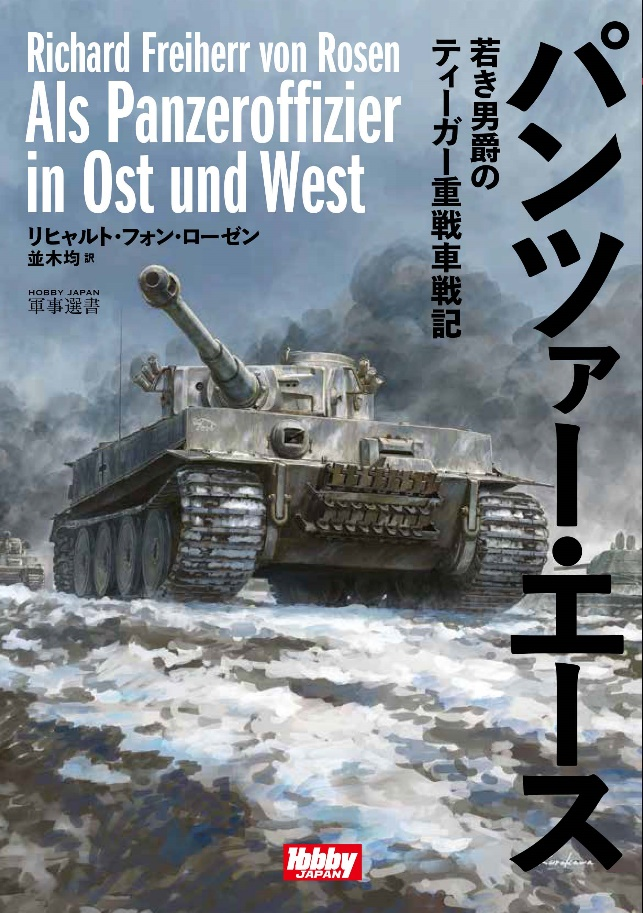 パンツァー・エース
若き男爵の
ティーガー重戦車戦記
Richard Freiherr von Rosen
Als Panzeroffizier
in Ost und West
リヒャルト・フォン・ローゼン
並木均 訳
HOBBY JAPAN
軍事選書
Hobby
JAPAN